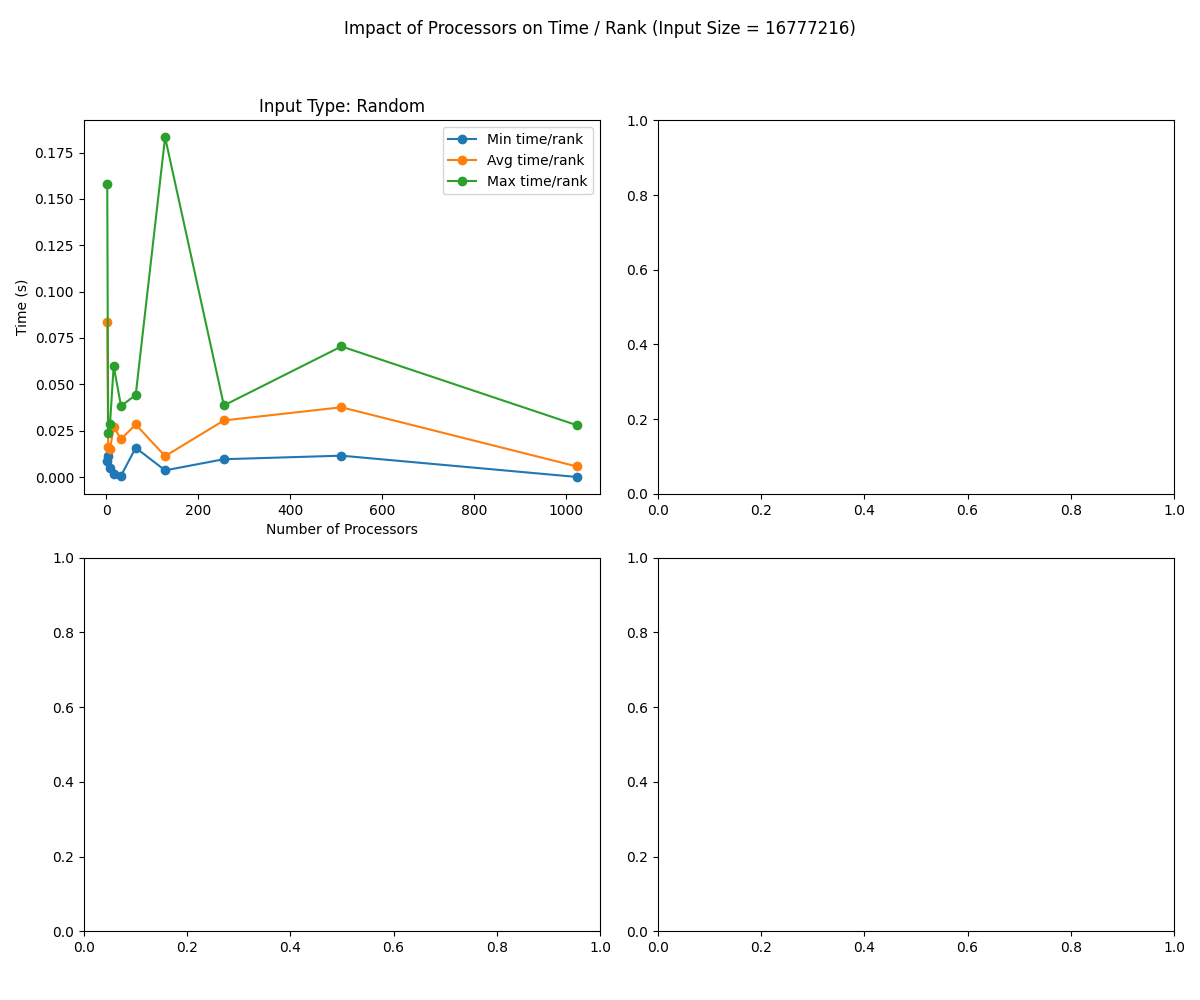 Impact of Processors on Time / Rank (Input Size = 16777216)
Input Type: Random
Min time/rank
Avg time/rank
Max time/rank
0.175
0.150
0.125
0.100
0.075
0.050
0.025
0.000
Time (s)
0 200 400 600 800 1000
Number of Processors
1.0
0.8
0.6
0.4
0.2
0.0
0.0 0.2 0.4 0.6 0.8 1.0
1.0
0.8
0.6
0.4
0.2
0.0
0.0 0.2 0.4 0.6 0.8 1.0
1.0
0.8
0.6
0.4
0.2
0.0
0.0 0.2 0.4 0.6 0.8 1.0